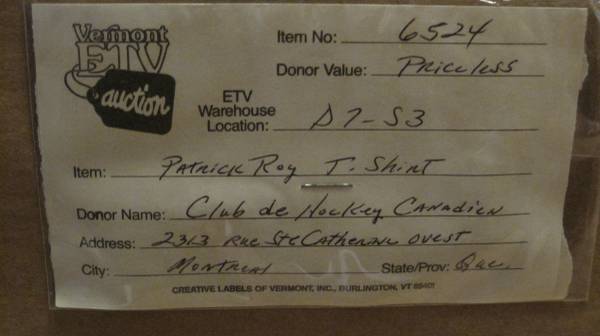 Vermont
ETV
auction
Item No: 6524
Donor Value: Priceless
ETV
Warehouse
Location: D7-S3
Item: Patrick Roy T. Shirt
Donor Name: Club de Hockey Canadien
Address: 2313 Rue Ste Catherine Ouest
City: Montreal State/Prov: Que.
CREATIVE LABELS OF VERMONT, INC., BURLINGTON, VT 05401